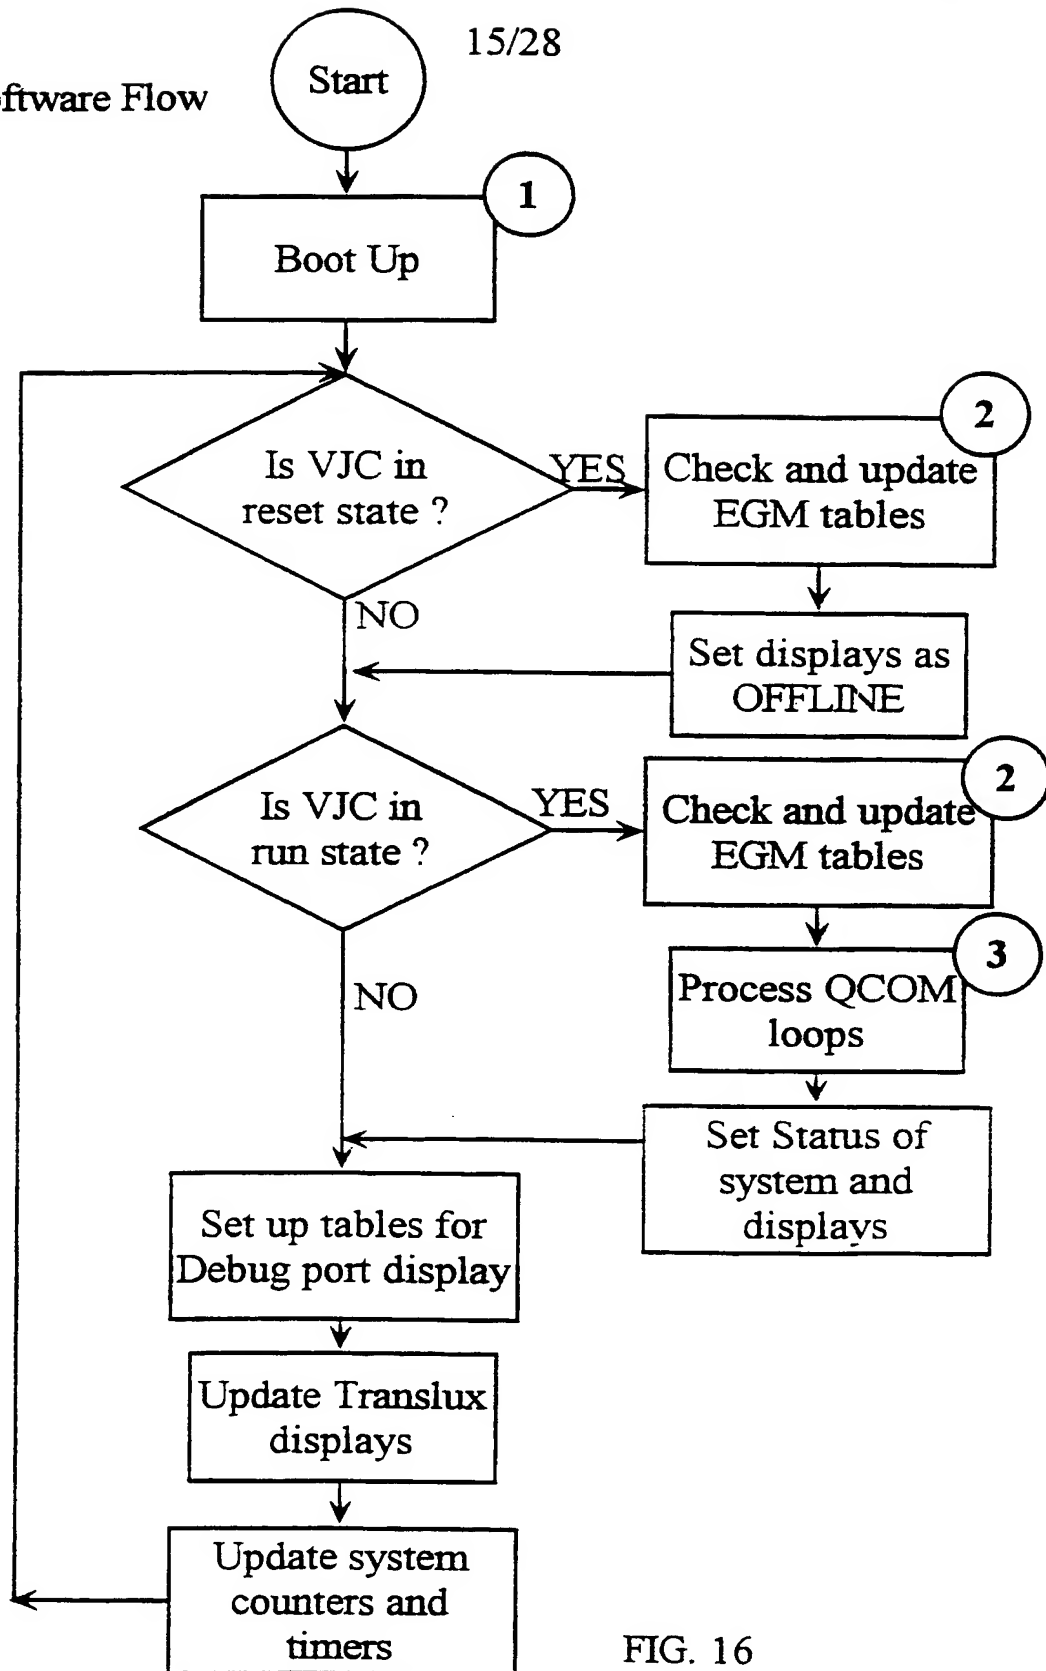 15/28
Software Flow
Start
1
Boot Up
Is VJC in
reset state ?
YES
2
Check and update
EGM tables
NO
Set displays as
OFFLINE
Is VJC in
run state ?
YES
2
Check and update
EGM tables
NO
3
Process QCOM
loops
Set Status of
system and
displays
Set up tables for
Debug port display
Update Translux
displays
Update system
counters and
timers
FIG. 16